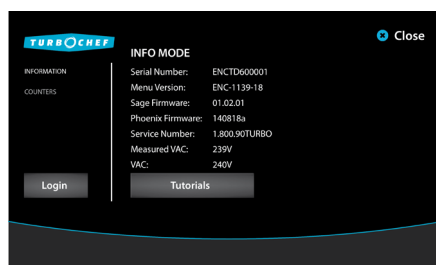 TURBOCHEF
Close
INFO MODE
INFORMATION
COUNTERS
Serial Number: ENCTD600001
Menu Version: ENC-1139-18
Sage Firmware: 01.02.01
Phoenix Firmware: 140818a
Service Number: 1.800.90TURBO
Measured VAC: 239V
VAC: 240V
Login
Tutorials